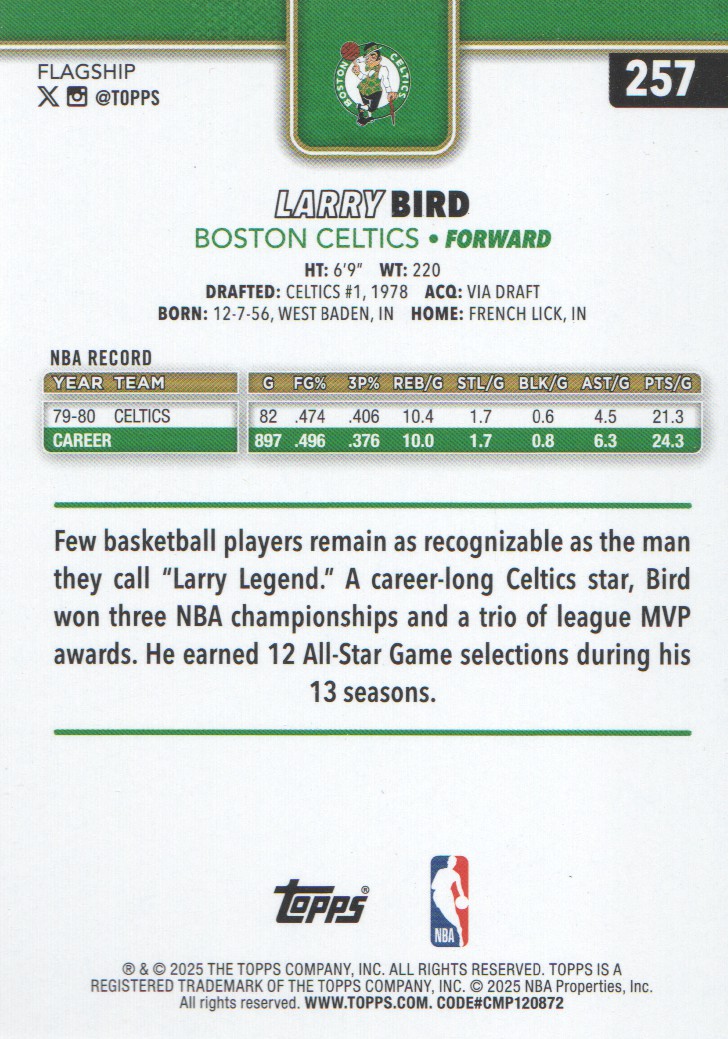 BOSTON CELTICS
FLAGSHIP
@TOPPS
257
LARRY BIRD
BOSTON CELTICS • FORWARD
HT: 6'9" WT: 220
DRAFTED: CELTICS #1, 1978 ACQ: VIA DRAFT
BORN: 12-7-56, WEST BADEN, IN HOME: FRENCH LICK, IN
NBA RECORD
YEAR TEAM G FG% 3P% REB/G STL/G BLK/G AST/G PTS/G
79-80 CELTICS 82 .474 .406 10.4 1.7 0.6 4.5 21.3
CAREER 897 .496 .376 10.0 1.7 0.8 6.3 24.3
Few basketball players remain as recognizable as the man
they call "Larry Legend." A career-long Celtics star, Bird
won three NBA championships and a trio of league MVP
awards. He earned 12 All-Star Game selections during his
13 seasons.
TOPPS®
NBA
® & © 2025 THE TOPPS COMPANY, INC. ALL RIGHTS RESERVED. TOPPS IS A
REGISTERED TRADEMARK OF THE TOPPS COMPANY, INC. © 2025 NBA Properties, Inc.
All rights reserved. WWW.TOPPS.COM. CODE#CMP120872